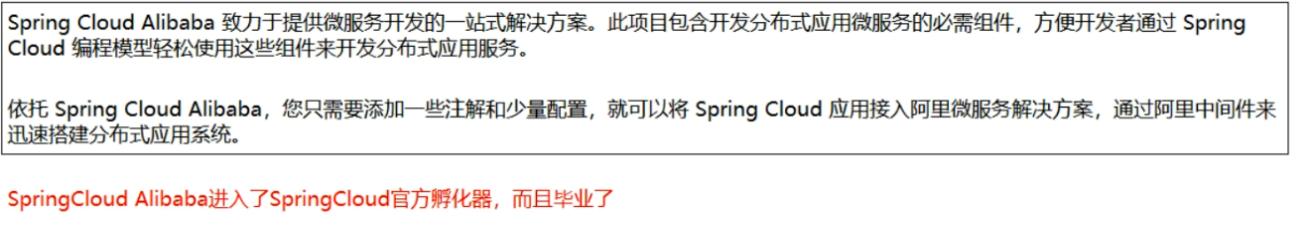 Spring Cloud Alibaba 致力于提供微服务开发的一站式解决方案。此项目包含开发分布式应用微服务的必需组件，方便开发者通过 Spring
Cloud 编程模型轻松使用这些组件来开发分布式应用服务。
依托 Spring Cloud Alibaba，您只需要添加一些注解和少量配置，就可以将 Spring Cloud 应用接入阿里微服务解决方案，通过阿里中间件来
迅速搭建分布式应用系统。
SpringCloud Alibaba进入了SpringCloud官方孵化器，而且毕业了